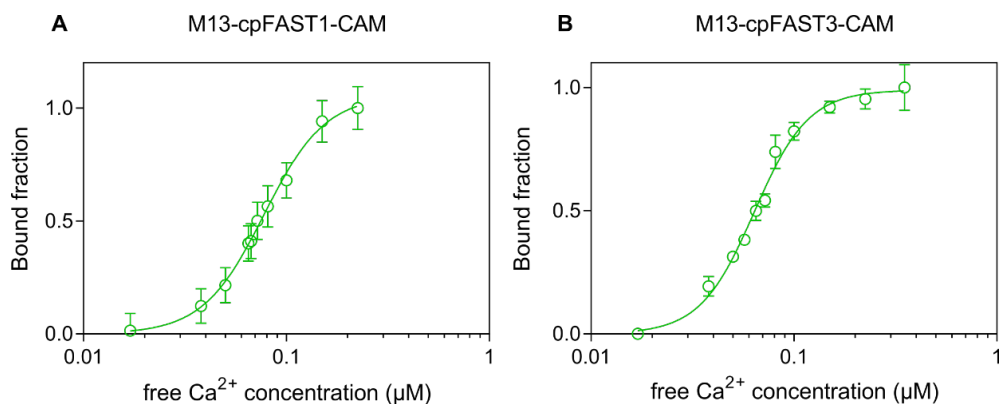 A
M13-cpFAST1-CAM
Bound fraction
1.0
0.5
0.0
0.01
0.1
1
free Ca²⁺ concentration (µM)
B
M13-cpFAST3-CAM
Bound fraction
1.0
0.5
0.0
0.01
0.1
1
free Ca²⁺ concentration (µM)